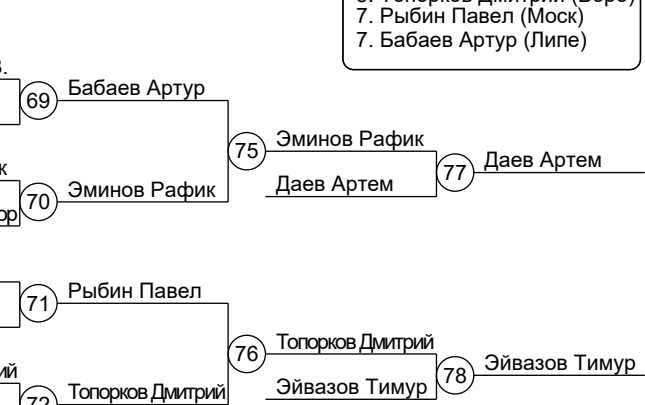 7. Рыбин Павел (Моск)
7. Бабаев Артур (Липе)
69
Бабаев Артур
75
Эминов Рафик
77
Даев Артем
70
Эминов Рафик
Даев Артем
71
Рыбин Павел
76
Топорков Дмитрий
78
Эйвазов Тимур
72
Топорков Дмитрий
Эйвазов Тимур